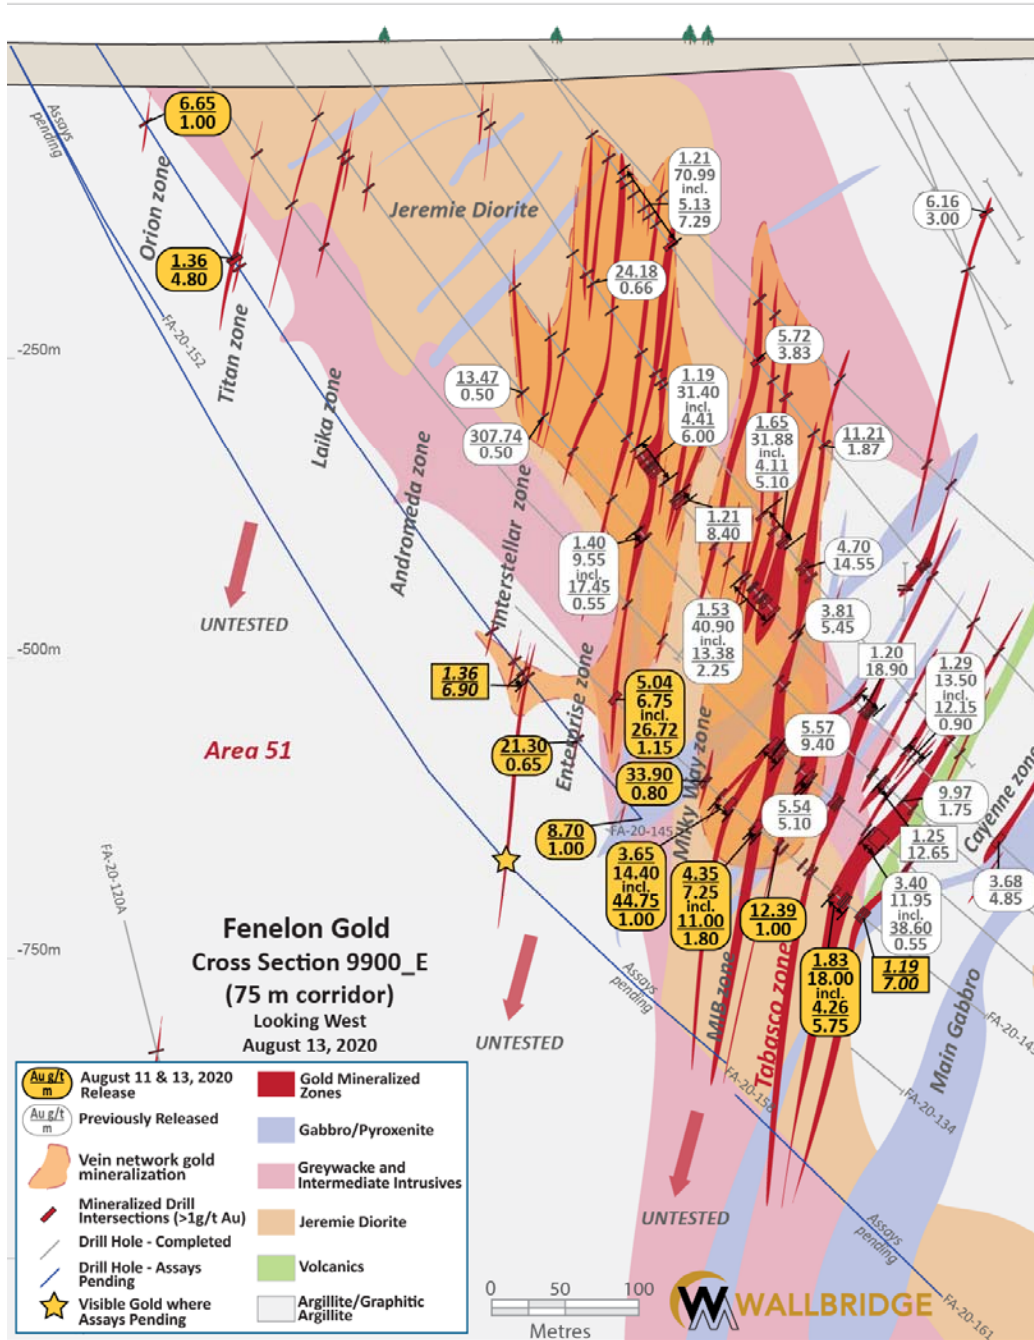 Assays
pending
6.65
1.00
Orion zone
1.36
4.80
FA-20-152
Titan zone
Laika zone
Jeremie Diorite
1.21
70.99
incl.
5.13
7.29
6.16
3.00
24.18
0.66
-250m
5.72
3.83
13.47
0.50
1.19
31.40
incl.
4.41
6.00
1.65
31.88
incl.
4.11
5.10
11.21
1.87
307.74
0.50
Andromeda zone
Interstellar zone
1.21
8.40
1.40
9.55
incl.
17.45
0.55
4.70
14.55
1.53
40.90
incl.
13.38
2.25
3.81
5.45
UNTESTED
-500m
1.20
18.90
1.29
13.50
incl.
12.15
0.90
1.36
6.90
Enterprise zone
5.04
6.75
incl.
26.72
1.15
Milky Way zone
Area 51
21.30
0.65
5.57
9.40
33.90
0.80
9.97
1.75
Cayenne zone
8.70
1.00
FA-20-145
5.54
5.10
1.25
12.65
3.65
14.40
incl.
44.75
1.00
4.35
7.25
incl.
11.00
1.80
12.39
1.00
3.40
11.95
incl.
38.60
0.55
3.68
4.85
FA-20-120A
Fenelon Gold
Cross Section 9900_E
(75 m corridor)
Looking West
August 13, 2020
-750m
Assays
pending
MIB zone
Tabasco zone
1.83
18.00
incl.
4.26
5.75
1.19
7.00
Main Gabbro
UNTESTED
FA-20-134
UNTESTED
Assays
pending
FA-20-161
Au g/t
m
August 11 & 13, 2020
Release
Au g/t
m
Previously Released
Vein network gold
mineralization
Mineralized Drill
Intersections (>1g/t Au)
Drill Hole - Completed
Drill Hole - Assays
Pending
Visible Gold where
Assays Pending
Gold Mineralized
Zones
Gabbro/Pyroxenite
Greywacke and
Intermediate Intrusives
Jeremie Diorite
Volcanics
Argillite/Graphitic
Argillite
0 50 100
Metres
WALLBRIDGE